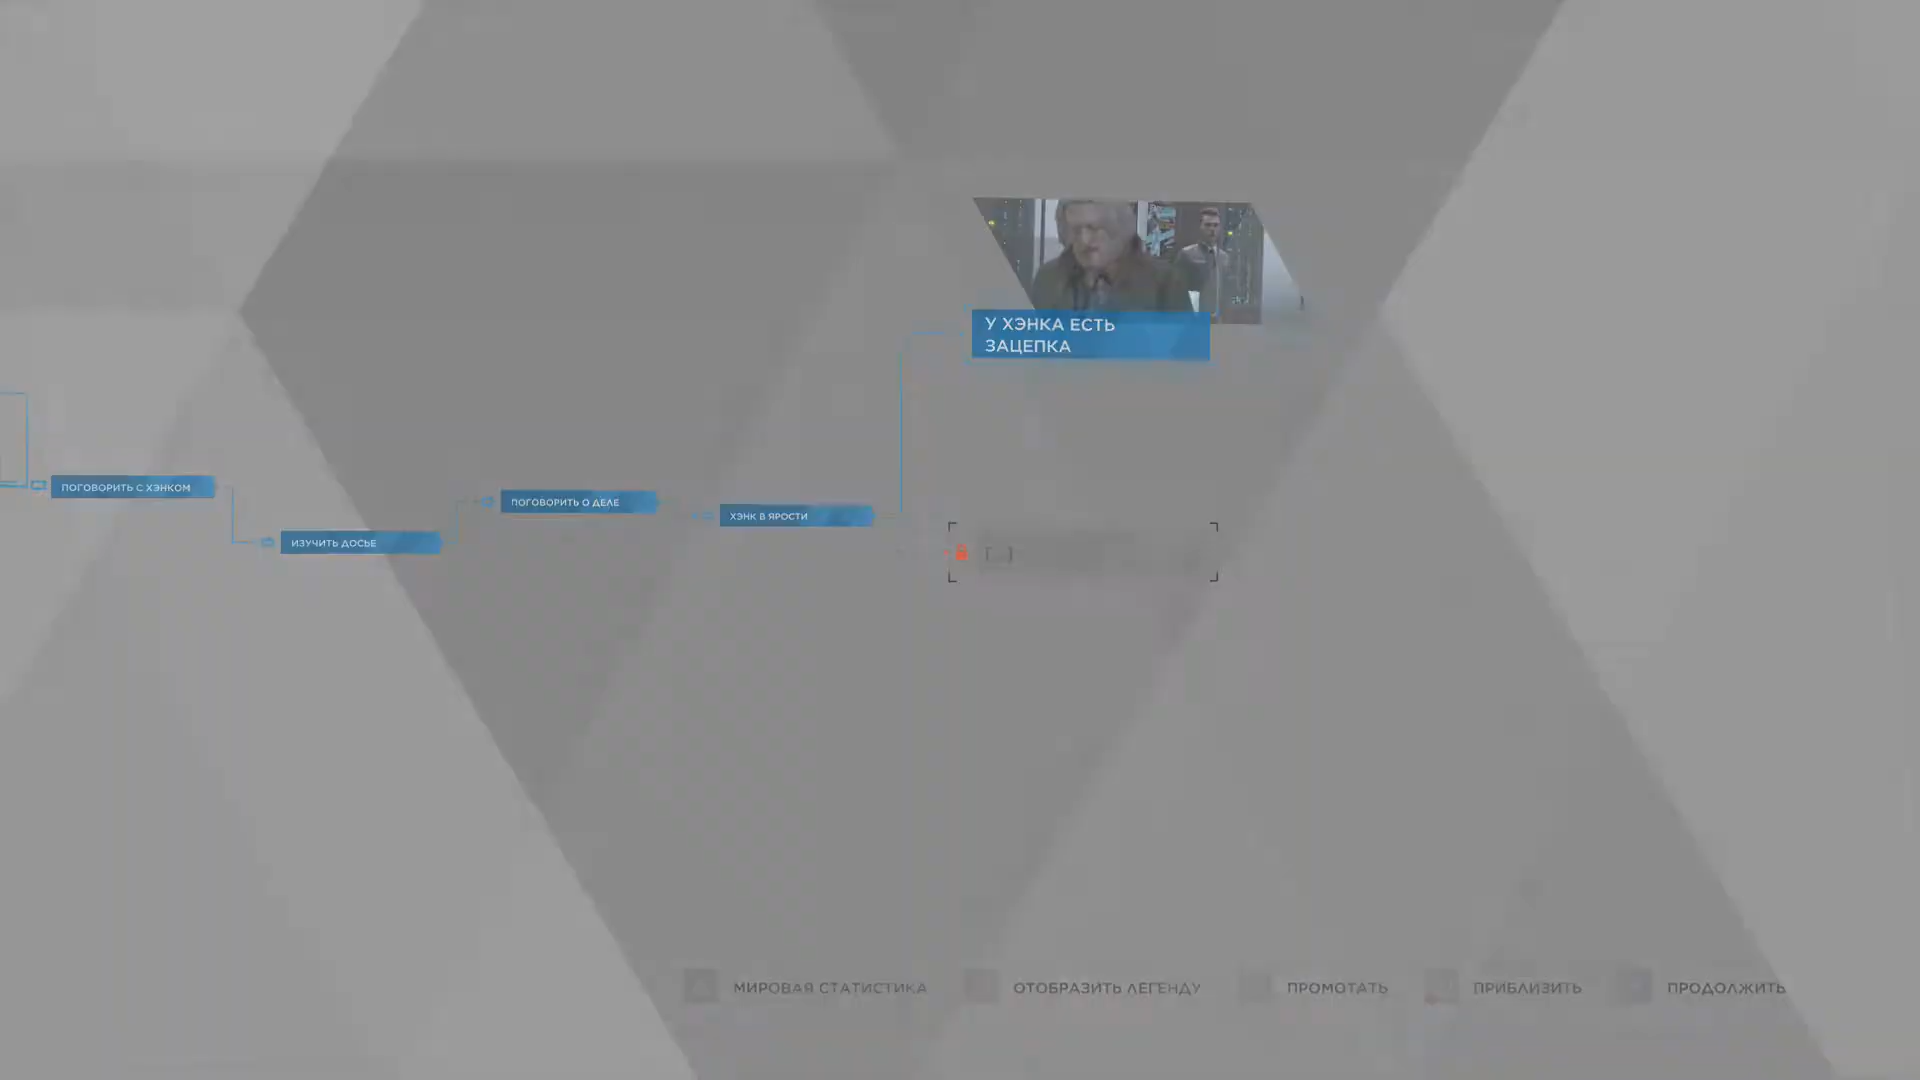 У ХЭНКА ЕСТЬ
ЗАЦЕПКА
ПОГОВОРИТЬ С ХЭНКОМ
ИЗУЧИТЬ ДОСЬЕ
ПОГОВОРИТЬ О ДЕЛЕ
ХЭНК В ЯРОСТИ
[...]
МИРОВАЯ СТАТИСТИКА
ОТОБРАЗИТЬ ЛЕГЕНДУ
ПРОМОТАТЬ
ПРИБЛИЗИТЬ
ПРОДОЛЖИТЬ